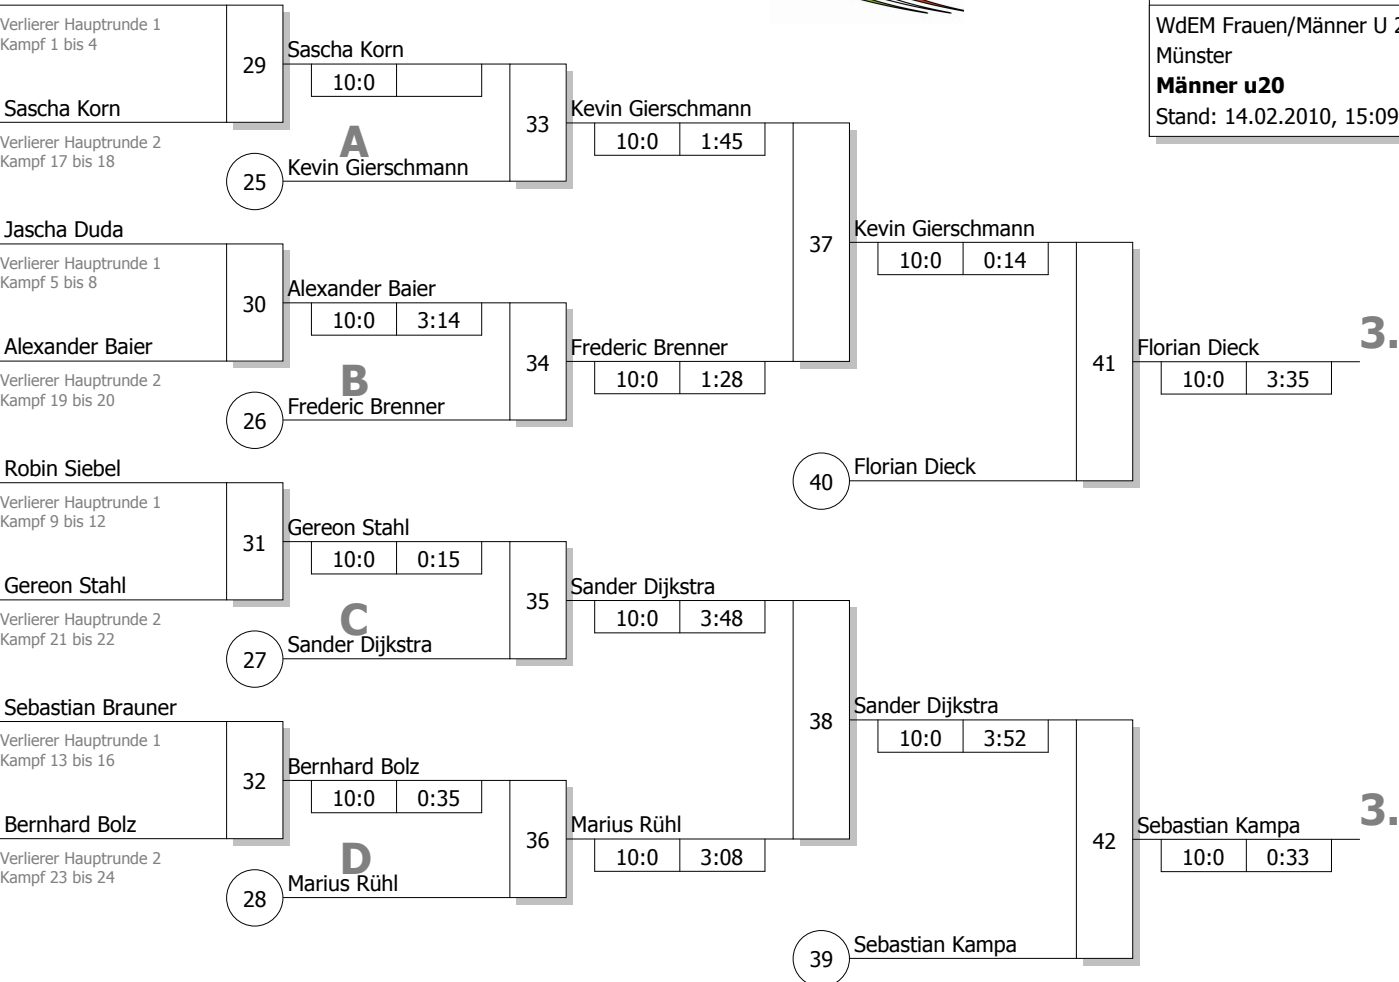 WdEM Frauen/Männer U 2
Münster
Männer u20
Stand: 14.02.2010, 15:09
Verlierer Hauptrunde 1
Kampf 1 bis 4
29
Sascha Korn
10:0
Sascha Korn
Verlierer Hauptrunde 2
Kampf 17 bis 18
A
25
Kevin Gierschmann
33
Kevin Gierschmann
10:0 1:45
Jascha Duda
Verlierer Hauptrunde 1
Kampf 5 bis 8
30
Alexander Baier
10:0 3:14
Alexander Baier
Verlierer Hauptrunde 2
Kampf 19 bis 20
B
26
Frederic Brenner
34
Frederic Brenner
10:0 1:28
37
Kevin Gierschmann
10:0 0:14
40
Florian Dieck
41
Florian Dieck
10:0 3:35
3.
Robin Siebel
Verlierer Hauptrunde 1
Kampf 9 bis 12
31
Gereon Stahl
10:0 0:15
Gereon Stahl
Verlierer Hauptrunde 2
Kampf 21 bis 22
C
27
Sander Dijkstra
35
Sander Dijkstra
10:0 3:48
Sebastian Brauner
Verlierer Hauptrunde 1
Kampf 13 bis 16
32
Bernhard Bolz
10:0 0:35
Bernhard Bolz
Verlierer Hauptrunde 2
Kampf 23 bis 24
D
28
Marius Rühl
36
Marius Rühl
10:0 3:08
38
Sander Dijkstra
10:0 3:52
39
Sebastian Kampa
42
Sebastian Kampa
10:0 0:33
3.